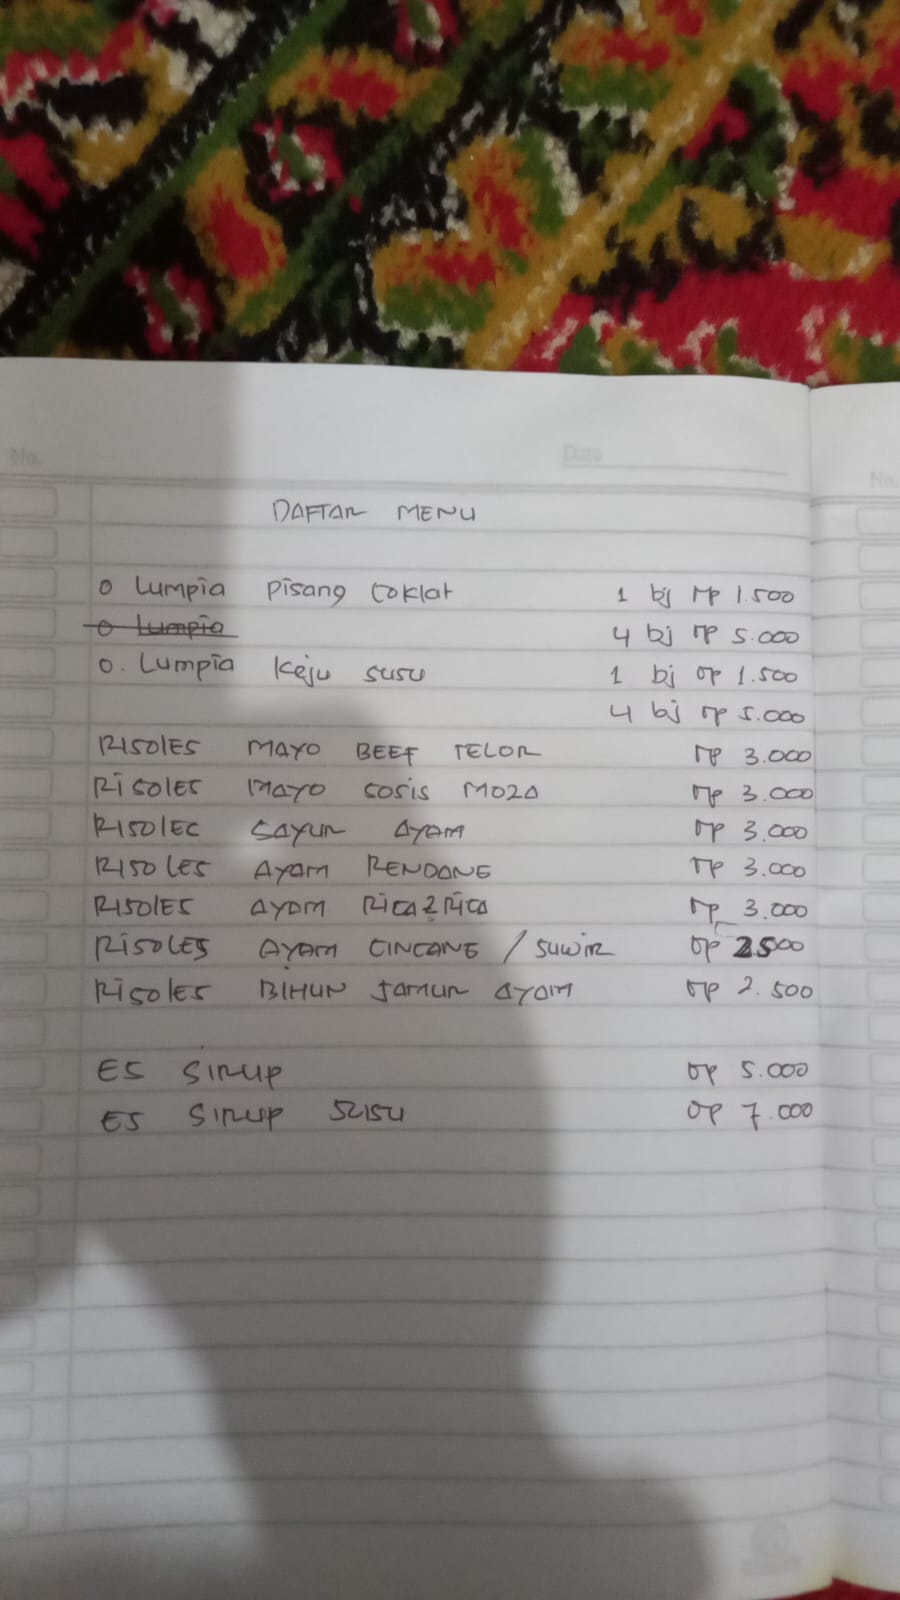 No.
Date
No.
DAFTAR MENU
o Lumpia Pisang Coklat 1 bj Rp 1.500
o Lumpia 4 bj rp 5.000
o. Lumpia Keju susu 1 bj rp 1.500
4 bj rp 5.000
RISOLES MAYO BEEF TELOR rp 3.000
RISOLES MAYO SOSIS MOZA rp 3.000
RISOLES SAYUR AYAM rp 3.000
RISOLES AYAM RENDANG rp 3.000
RISOLES AYAM RICA2 RICA rp 3.000
RISOLES AYAM CINCANG / SUWIR rp 2500
RISOLES BIHUN JAMUR AYAM rp 2.500
ES SIRUP rp 5.000
ES SIRUP SUSU rp 7.000